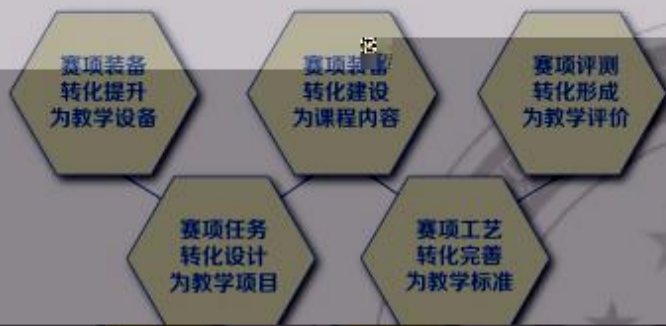 赛项装备
转化提升
为教学设备
赛项装备
转化建设
为课程内容
赛项评测
转化形成
为教学评价
赛项任务
转化设计
为教学项目
赛项工艺
转化完善
为教学标准